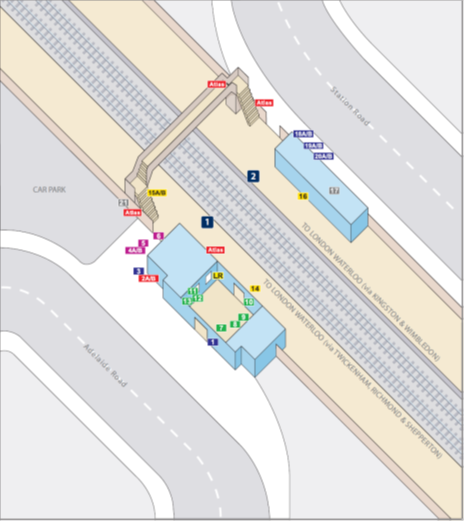 Atlas
Atlas
Station Road
18A/B
19A/B
20A/B
2
17
CAR PARK
15A/B
16
21
Atlas
1
6
5
4A/B
Atlas
TO LONDON WATERLOO (via KINGSTON & WIMBLEDON)
3
2A/B
LR
TO LONDON WATERLOO (via TWICKENHAM, RICHMOND & SHEPPERTON)
14
11
12
13
10
9
8
7
1
Adelaide Road